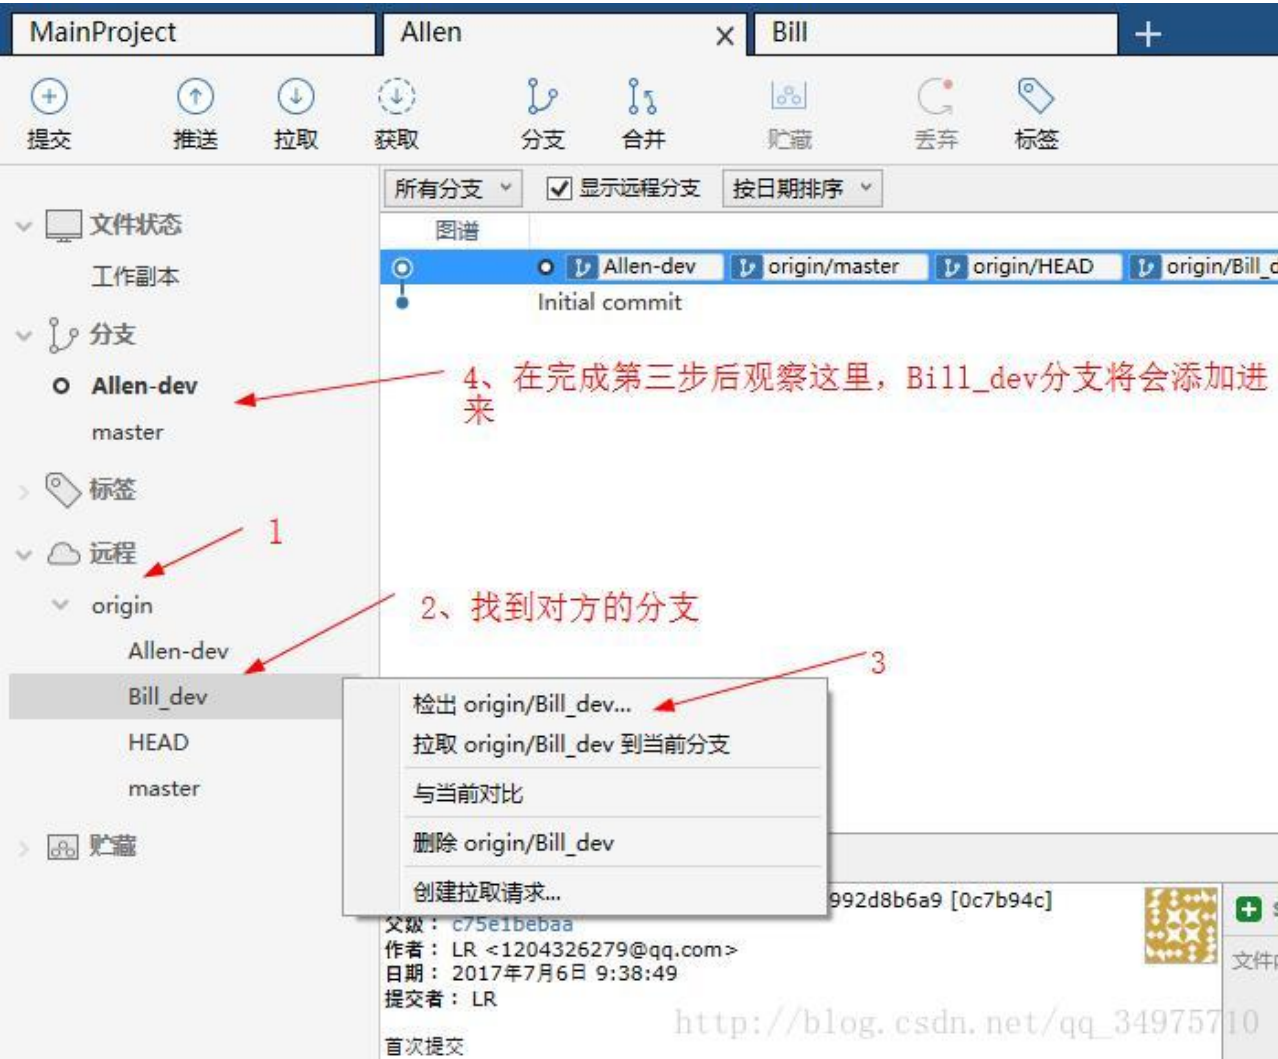 MainProject
Allen
Bill
提交
推送
拉取
获取
分支
合并
贮藏
丢弃
标签
所有分支
显示远程分支
按日期排序
文件状态
工作副本
分支
Allen-dev
master
标签
远程
origin
Allen-dev
Bill_dev
HEAD
master
贮藏
图谱
Allen-dev origin/master origin/HEAD origin/Bill_d
Initial commit
4、在完成第三步后观察这里，Bill_dev分支将会添加进
来
1
2、找到对方的分支
3
检出 origin/Bill_dev...
拉取 origin/Bill_dev 到当前分支
与当前对比
删除 origin/Bill_dev
创建拉取请求...
992d8b6a9 [0c7b94c]
父级： c75e1bebaa
作者： LR <1204326279@qq.com>
日期： 2017年7月6日 9:38:49
提交者： LR
首次提交
文件
http://blog.csdn.net/qq_34975710